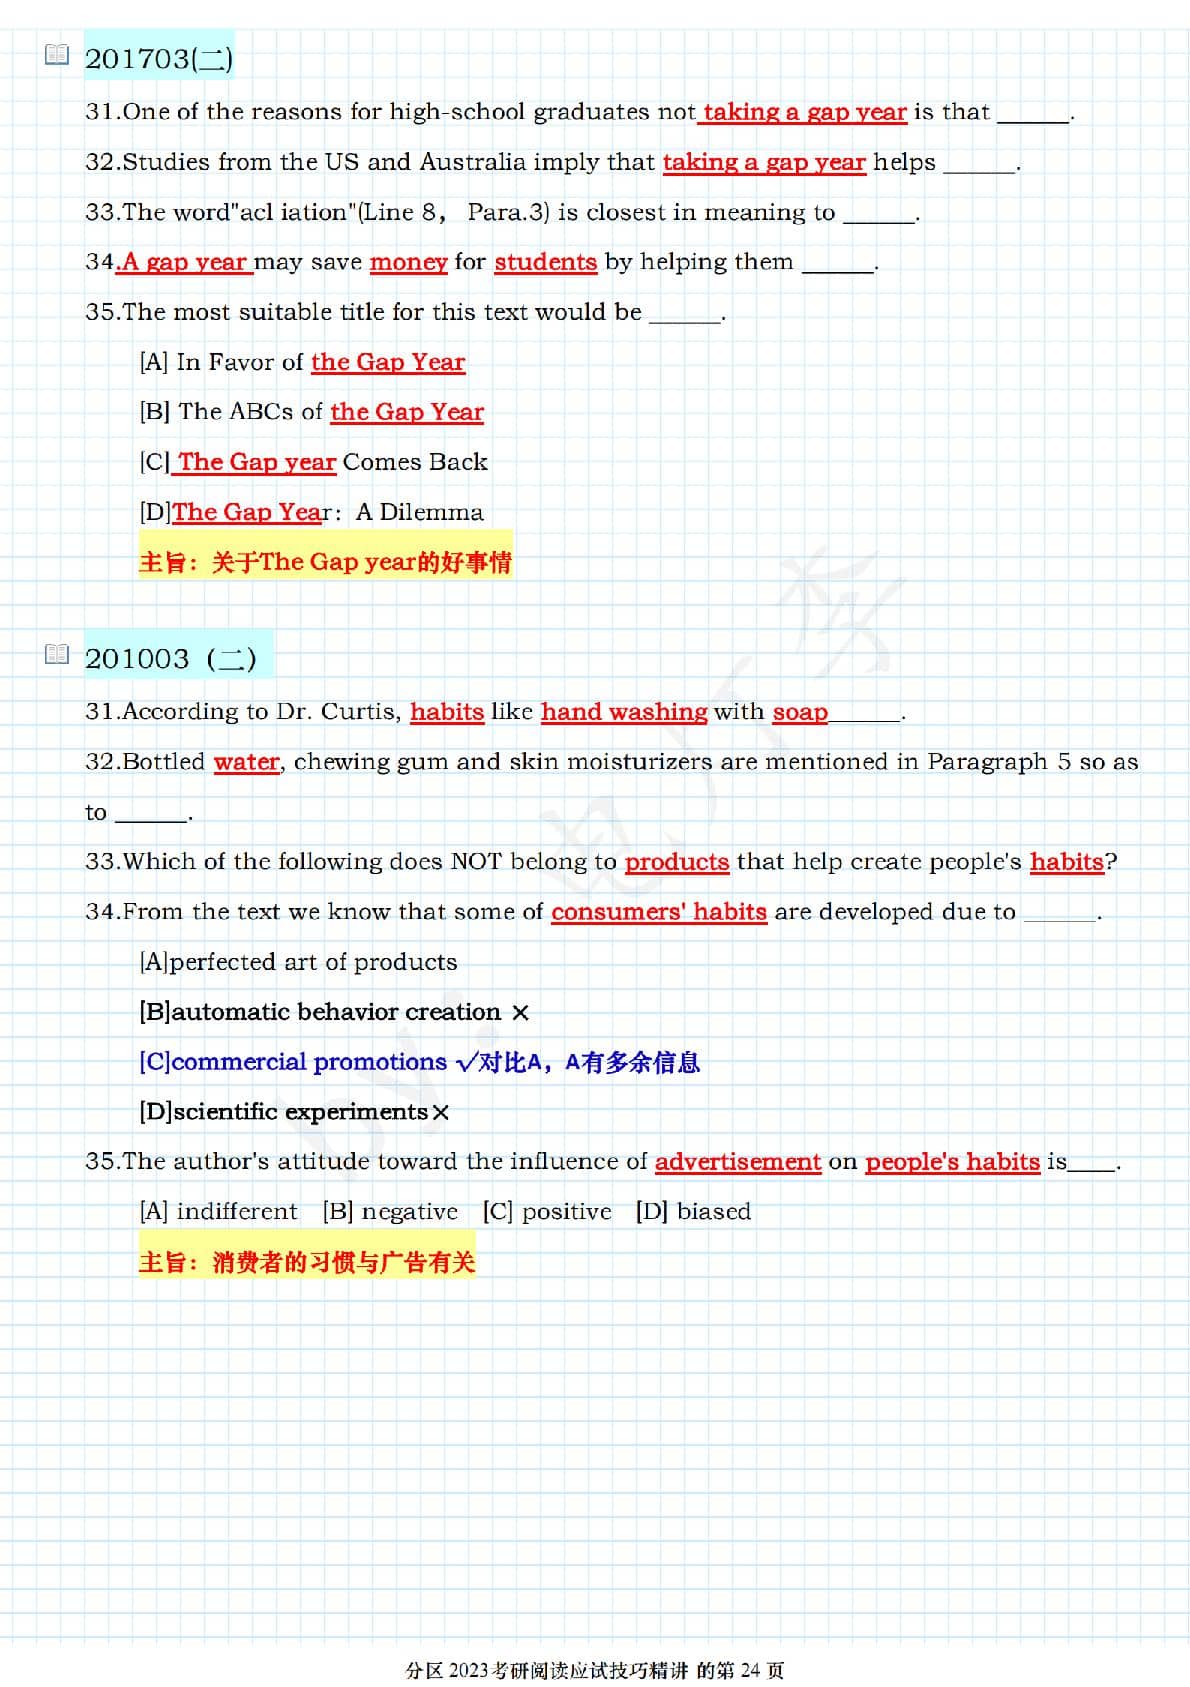 201703(二)
31.One of the reasons for high-school graduates not taking a gap year is that ______.
32.Studies from the US and Australia imply that taking a gap year helps ______.
33.The word"acl iation"(Line 8， Para.3) is closest in meaning to ______.
34.A gap year may save money for students by helping them ______.
35.The most suitable title for this text would be ______.
[A] In Favor of the Gap Year
[B] The ABCs of the Gap Year
[C] The Gap year Comes Back
[D]The Gap Year：A Dilemma
主旨：关于The Gap year的好事情
201003（二）
31.According to Dr. Curtis, habits like hand washing with soap______.
32.Bottled water, chewing gum and skin moisturizers are mentioned in Paragraph 5 so as
to ______.
33.Which of the following does NOT belong to products that help create people's habits?
34.From the text we know that some of consumers' habits are developed due to ______.
[A]perfected art of products
[B]automatic behavior creation ×
[C]commercial promotions √对比A，A有多余信息
[D]scientific experiments×
35.The author's attitude toward the influence of advertisement on people's habits is____.
[A] indifferent [B] negative [C] positive [D] biased
主旨：消费者的习惯与广告有关
by：电厂李
分区 2023考研阅读应试技巧精讲 的第 24 页